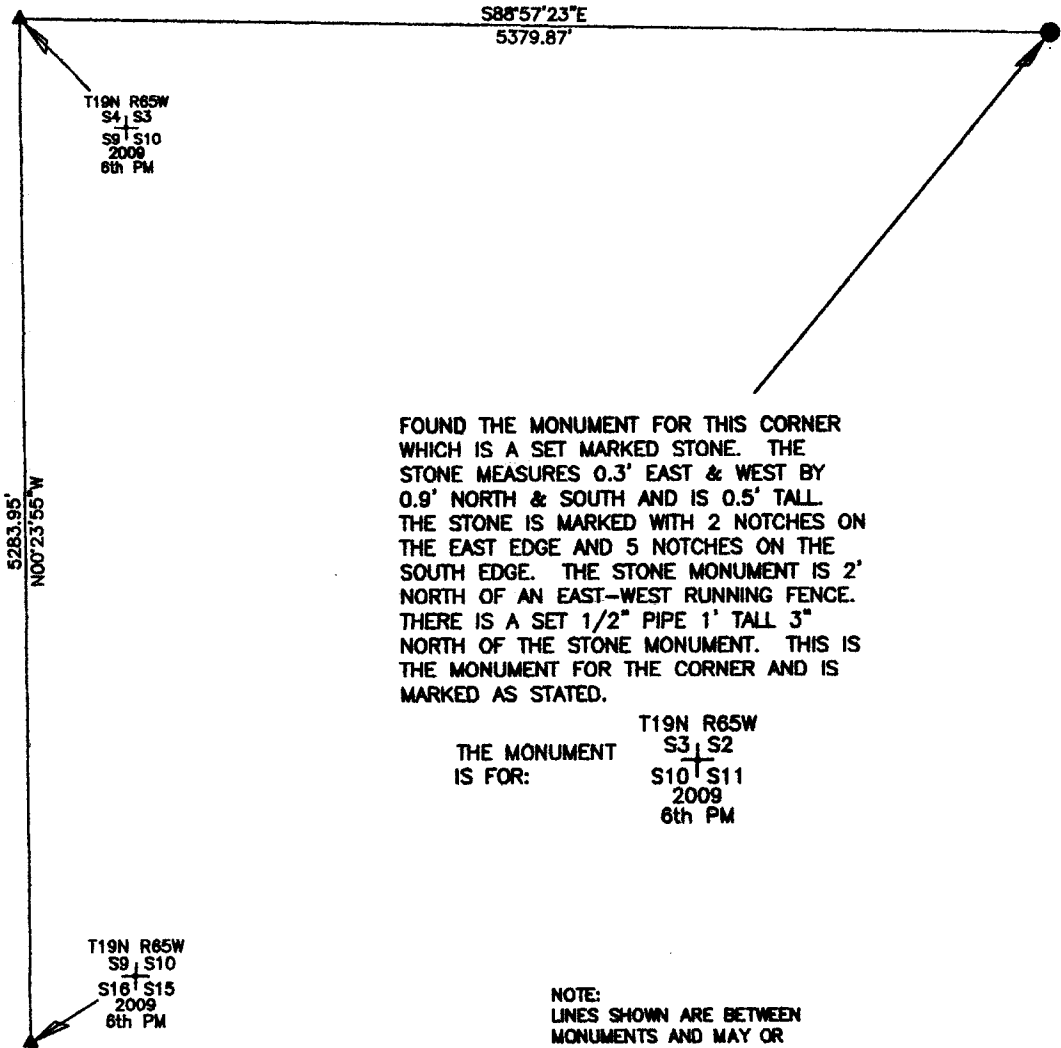 S88°57'23"E
5379.87'
T19N R65W
S4 S3
S9 S10
2009
6th PM
5283.95'
N00°23'55"W
FOUND THE MONUMENT FOR THIS CORNER
WHICH IS A SET MARKED STONE. THE
STONE MEASURES 0.3' EAST & WEST BY
0.9' NORTH & SOUTH AND IS 0.5' TALL.
THE STONE IS MARKED WITH 2 NOTCHES ON
THE EAST EDGE AND 5 NOTCHES ON THE
SOUTH EDGE. THE STONE MONUMENT IS 2'
NORTH OF AN EAST-WEST RUNNING FENCE.
THERE IS A SET 1/2" PIPE 1' TALL 3"
NORTH OF THE STONE MONUMENT. THIS IS
THE MONUMENT FOR THE CORNER AND IS
MARKED AS STATED.
THE MONUMENT
IS FOR:
T19N R65W
S3 S2
S10 S11
2009
6th PM
T19N R65W
S9 S10
S16 S15
2009
6th PM
NOTE:
LINES SHOWN ARE BETWEEN
MONUMENTS AND MAY OR